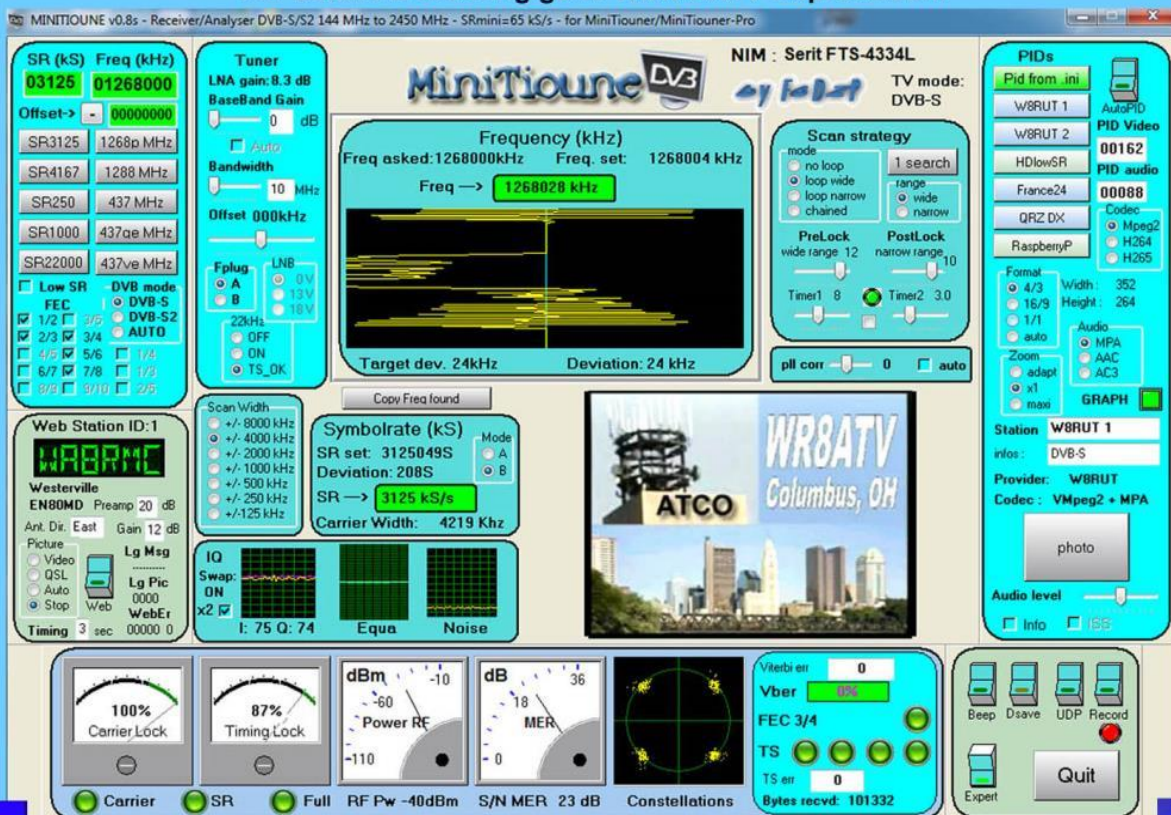 MINITIOUNE v0.8s - Receiver/Analyser DVB-S/S2 144 MHz to 2450 MHz - SRmini=65 kS/s - for MiniTiouner/MiniTiouner-Pro
SR (kS) Freq (kHz)
03125 01268000
Offset-> - 00000000
SR3125 1268p MHz
SR4167 1288 MHz
SR250 437 MHz
SR1000 437qe MHz
SR22000 437ve MHz
Low SR
FEC
1/2 3/5
2/3 3/4
4/5 5/6 1/4
6/7 7/8 1/3
8/9 9/10 2/5
DVB mode
DVB-S
DVB-S2
AUTO
Tuner
LNA gain: 8.3 dB
BaseBand Gain
0 dB
Auto
Bandwidth
10 MHz
Offset 000kHz
Fplug
A
B
LNB
0V
13V
18V
22kHz
OFF
ON
TS_OK
MiniTioune DVB
NIM : Serit FTS-4334L
TV mode:
DVB-S
Frequency (kHz)
Freq asked:1268000kHz Freq. set: 1268004 kHz
Freq —> 1268028 kHz
Target dev. 24kHz Deviation: 24 kHz
Scan strategy
mode
no loop
loop wide
loop narrow
chained
1 search
range
wide
narrow
PreLock PostLock
wide range 12 narrow range 10
Timer1 8 Timer2 3.0
pll corr 0 auto
PIDs
Pid from .ini
W8RUT 1
W8RUT 2
HDlowSR
France24
QRZ DX
RaspberryP
AutoPID
PID Video
00162
PID audio
00088
Codec
Mpeg2
H264
H265
Format
4/3
16/9
1/1
auto
Width : 352
Height : 264
Audio
MPA
AAC
AC3
Zoom
adapt
x1
maxi
GRAPH
Station W8RUT 1
infos : DVB-S
Provider: W8RUT
Codec : VMpeg2 + MPA
photo
Audio level
Info ISS
Web Station ID:1
WA8RMC
Westerville
EN80MD Preamp 20 dB
Ant. Dir. East Gain 12 dB
Picture
Video
QSL
Auto
Stop
Web
Lg Msg
---------
Lg Pic
0000
WebEr
Timing 3 sec 00000 0
Scan Width
+/- 8000 kHz
+/- 4000 kHz
+/- 2000 kHz
+/- 1000 kHz
+/- 500 kHz
+/- 250 kHz
+/-125 kHz
Copy Freq found
Symbolrate (kS)
SR set: 3125049S
Deviation: 208S
SR —> 3125 kS/s
Carrier Width: 4219 Khz
Mode
A
B
IQ
Swap:
ON
x2
I: 75 Q: 74 Equa Noise
WR8ATV
Columbus, OH
ATCO
100%
Carrier Lock
87%
Timing Lock
Carrier SR Full
dBm -10
-60
Power RF
-110
RF Pw -40dBm
dB 36
18
MER
0
S/N MER 23 dB
Constellations
Viterbi err 0
Vber 0%
FEC 3/4
TS
TS err 0
Bytes recvd: 101332
Beep Dsave UDP Record
Expert
Quit